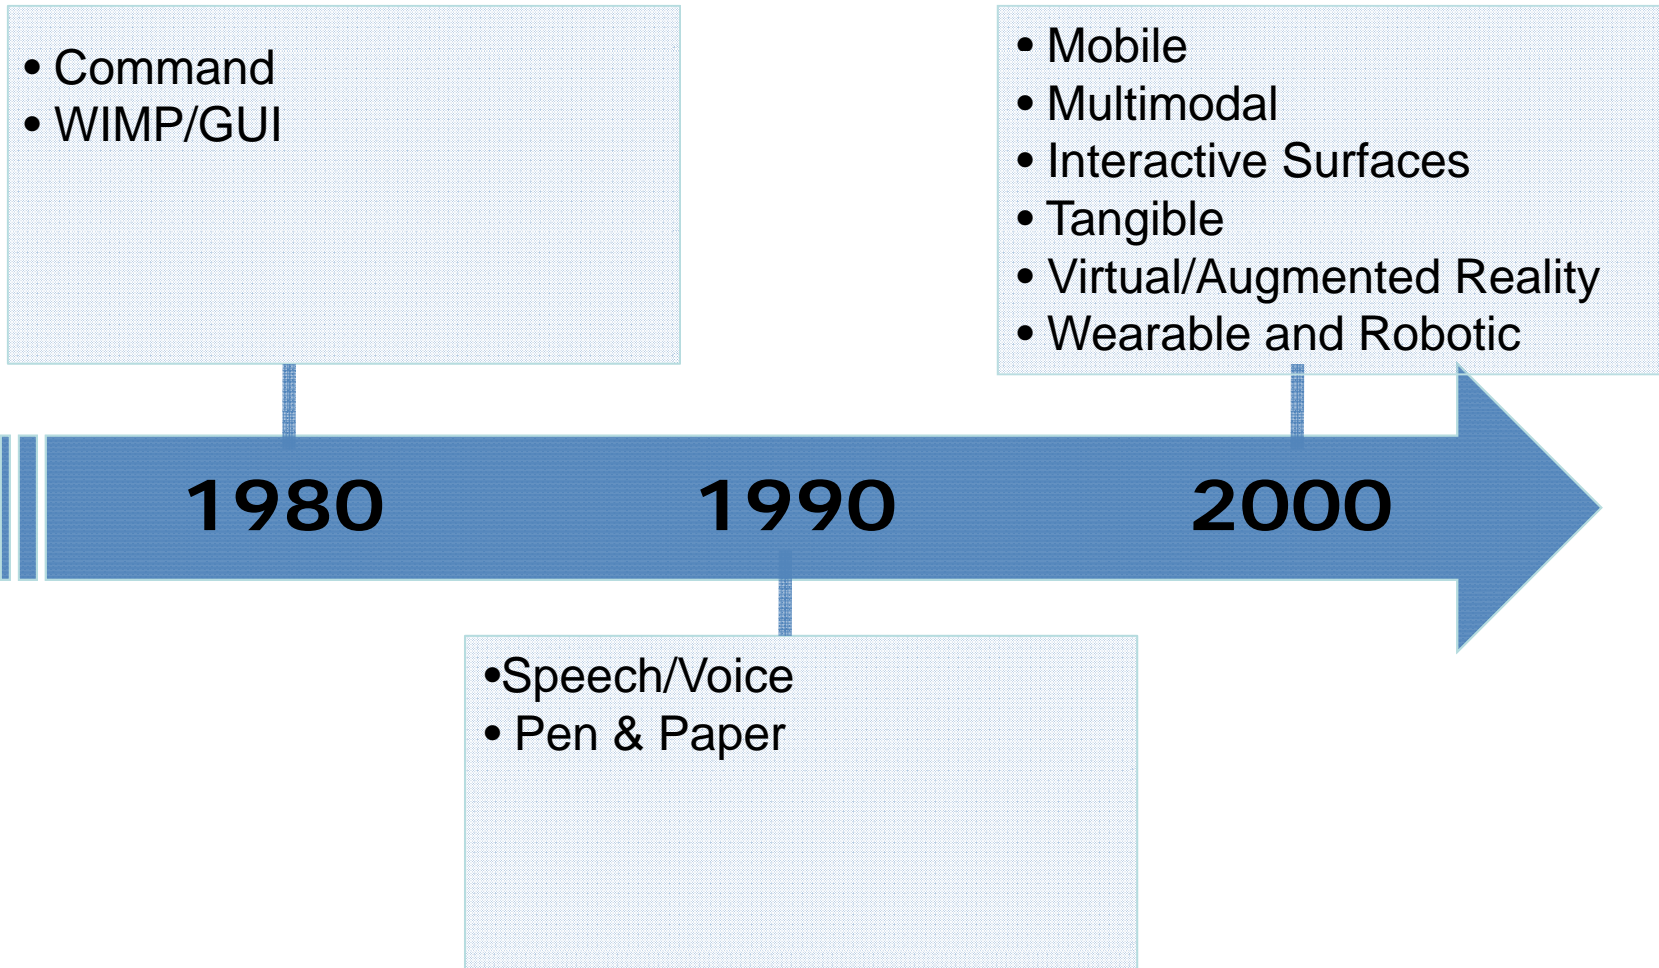 • Command
• WIMP/GUI
• Mobile
• Multimodal
• Interactive Surfaces
• Tangible
• Virtual/Augmented Reality
• Wearable and Robotic
1980
1990
2000
•Speech/Voice
• Pen & Paper